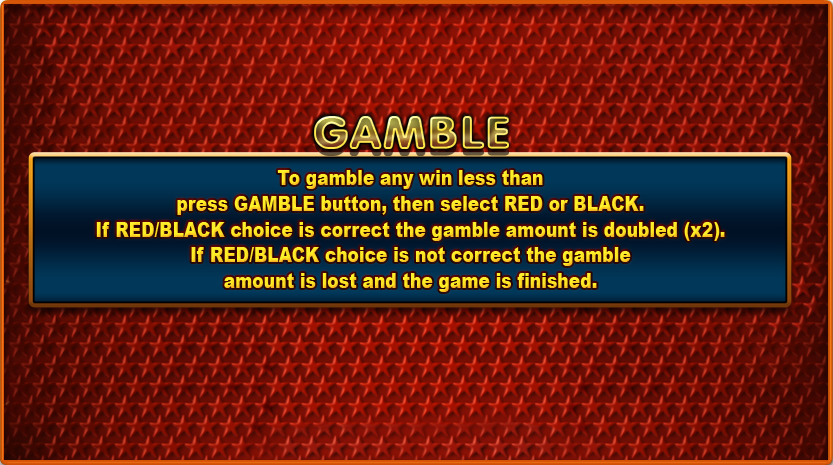 GAMBLE
To gamble any win less than
press GAMBLE button, then select RED or BLACK.
If RED/BLACK choice is correct the gamble amount is doubled (x2).
If RED/BLACK choice is not correct the gamble
amount is lost and the game is finished.